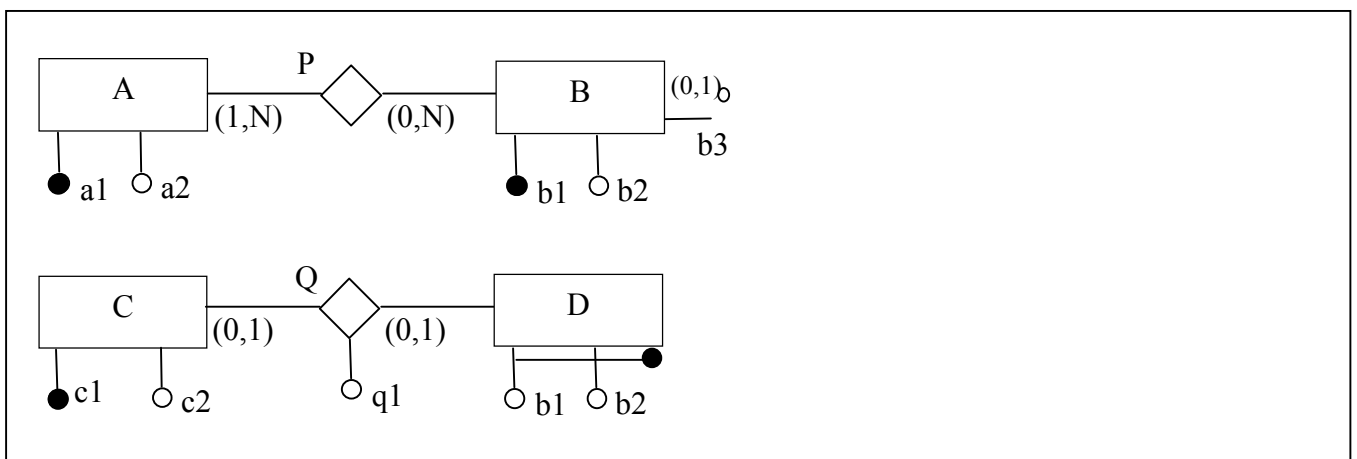 P
A
B
(0,1)
(1,N)
(0,N)
b3
a1
a2
b1
b2
Q
C
D
(0,1)
(0,1)
c1
c2
q1
b1
b2